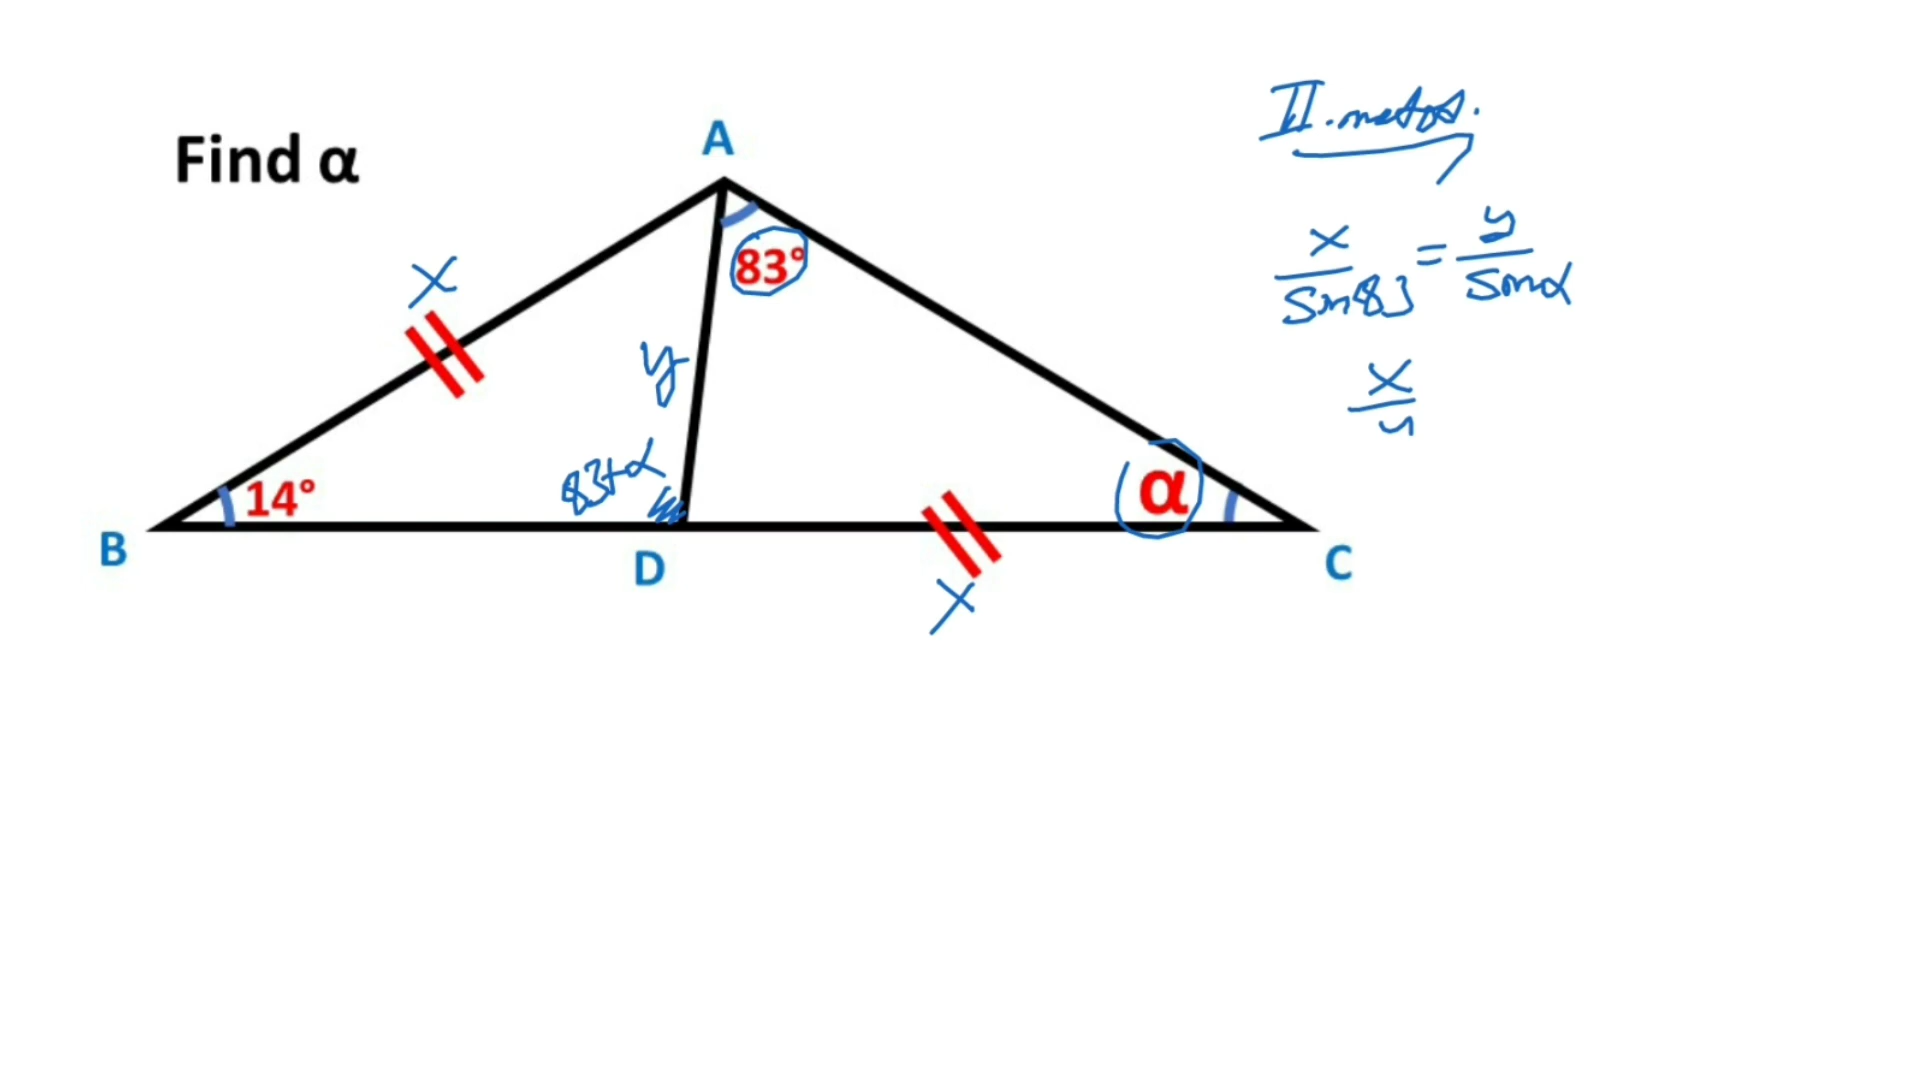 Find α
A
II. metod.
83°
x
y
x/sin83 = y/sinα
x/y
83+α
14°
α
B
D
C
x